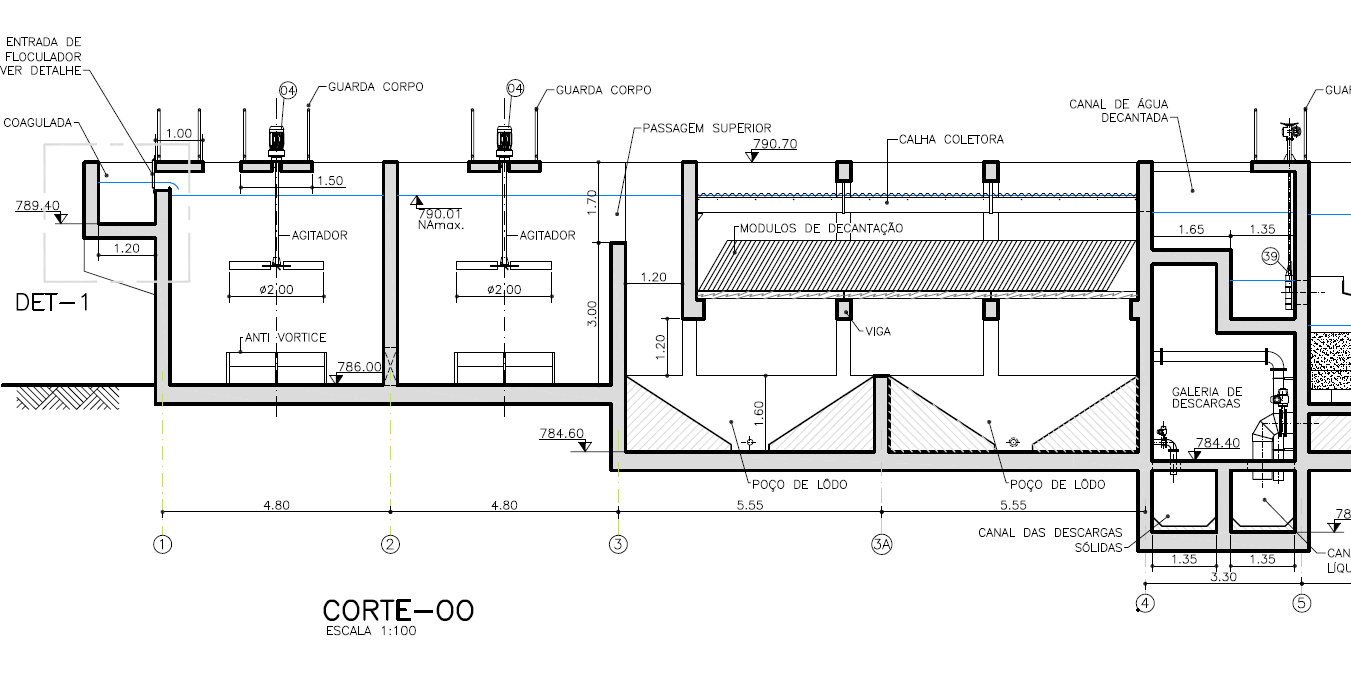 ENTRADA DE
FLOCULADOR
VER DETALHE
COAGULADA
1.00
04
GUARDA CORPO
04
GUARDA CORPO
PASSAGEM SUPERIOR
790.70
CALHA COLETORA
CANAL DE ÁGUA
DECANTADA
1.50
789.40
790.01
NAmax.
1.70
1.20
AGITADOR
AGITADOR
MODULOS DE DECANTAÇÃO
1.65
1.35
39
DET-1
ø2.00
ø2.00
1.20
3.00
ANTI VORTICE
VIGA
1.20
786.00
GALERIA DE
DESCARGAS
1.60
784.60
784.40
POÇO DE LÔDO
POÇO DE LÔDO
4.80
4.80
5.55
5.55
CANAL DAS DESCARGAS
SÓLIDAS
1
2
3
3A
1.35
1.35
3.30
4
5
CORTE-OO
ESCALA 1:100